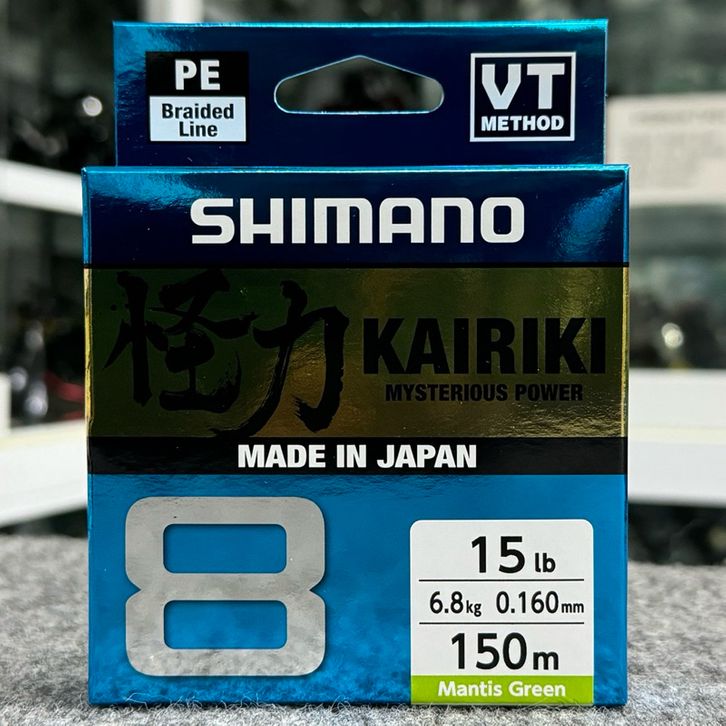 PE
Braided
Line
VT
METHOD
SHIMANO
怪力 KAIRIKI
MYSTERIOUS POWER
MADE IN JAPAN
8
15 lb
6.8kg 0.160mm
150m
Mantis Green